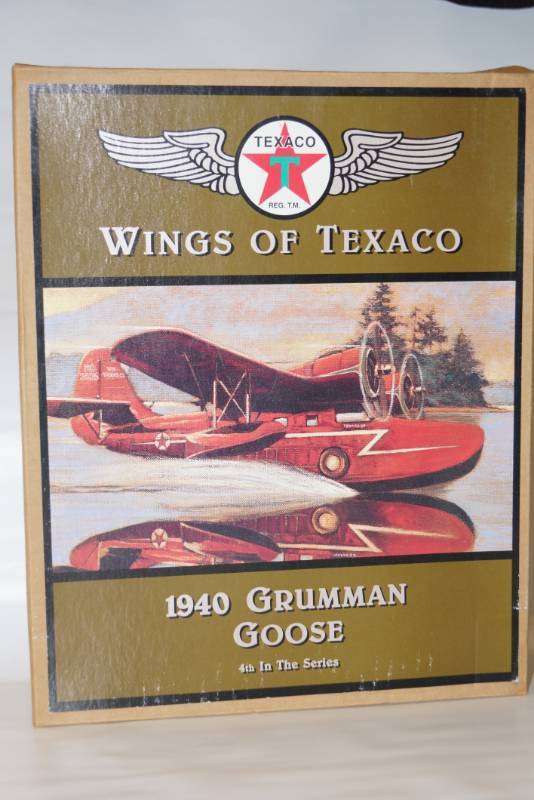 TEXACO
T
REG. T.M.
WINGS OF TEXACO
1940 GRUMMAN
GOOSE
4th In The Series